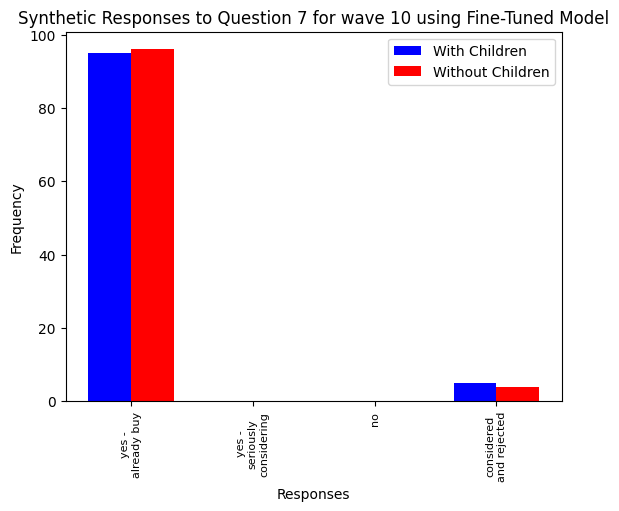 Synthetic Responses to Question 7 for wave 10 using Fine-Tuned Model
With Children
Without Children
Frequency
100
80
60
40
20
0
yes -
already buy
yes -
seriously
considering
no
considered
and rejected
Responses